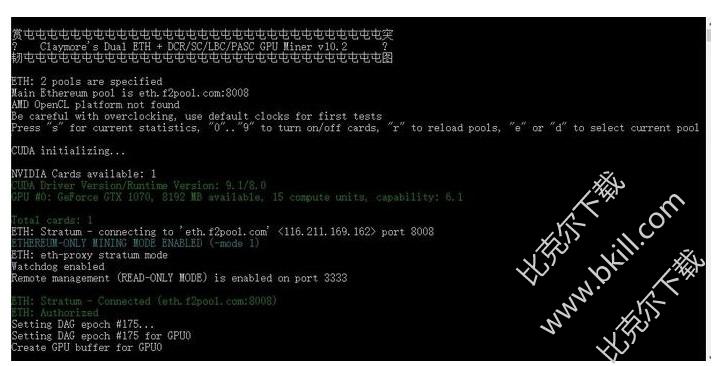 赏屯屯屯屯屯屯屯屯屯屯屯屯屯屯屯屯屯屯屯屯屯屯屯屯屯屯屯屯屯屯突
?    Claymore's Dual ETH + DCR/SC/LBC/PASC GPU Miner v10.2    ?
韧屯屯屯屯屯屯屯屯屯屯屯屯屯屯屯屯屯屯屯屯屯屯屯屯屯屯屯屯屯屯图
ETH: 2 pools are specified
Main Ethereum pool is eth.f2pool.com:8008
AMD OpenCL platform not found
Be careful with overclocking, use default clocks for first tests
Press "s" for current statistics, "0".."9" to turn on/off cards, "r" to reload pools, "e" or "d" to select current pool
CUDA initializing...
NVIDIA Cards available: 1
CUDA Driver Version/Runtime Version: 9.1/8.0
GPU #0: GeForce GTX 1070, 8192 MB available, 15 compute units, capability: 6.1
Total cards: 1
ETH: Stratum - connecting to 'eth.f2pool.com' <116.211.169.162> port 8008
ETHEREUM-ONLY MINING MODE ENABLED (-mode 1)
ETH: eth-proxy stratum mode
Watchdog enabled
Remote management (READ-ONLY MODE) is enabled on port 3333
ETH: Stratum - Connected (eth.f2pool.com:8008)
ETH: Authorized
Setting DAG epoch #175...
Setting DAG epoch #175 for GPU0
Create GPU buffer for GPU0
比克尔下载
www.bkill.com
比克尔下载